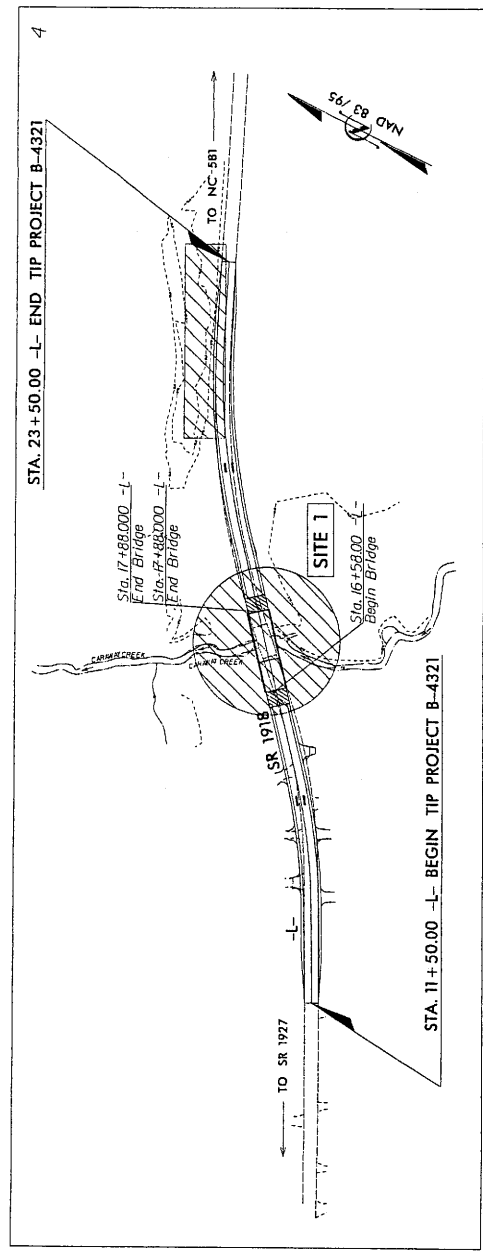 4
STA. 23+50.00 -L- END TIP PROJECT B-4321
TO NC-581
NAD 83/95
Sta. 17+88.000 -L-
End Bridge
Sta. 17+88.000 -L-
End Bridge
SITE 1
Sta. 16+58.00 -L-
Begin Bridge
CREEK
CREEK
SR 1918
-L-
STA. 11+50.00 -L- BEGIN TIP PROJECT B-4321
TO SR 1927